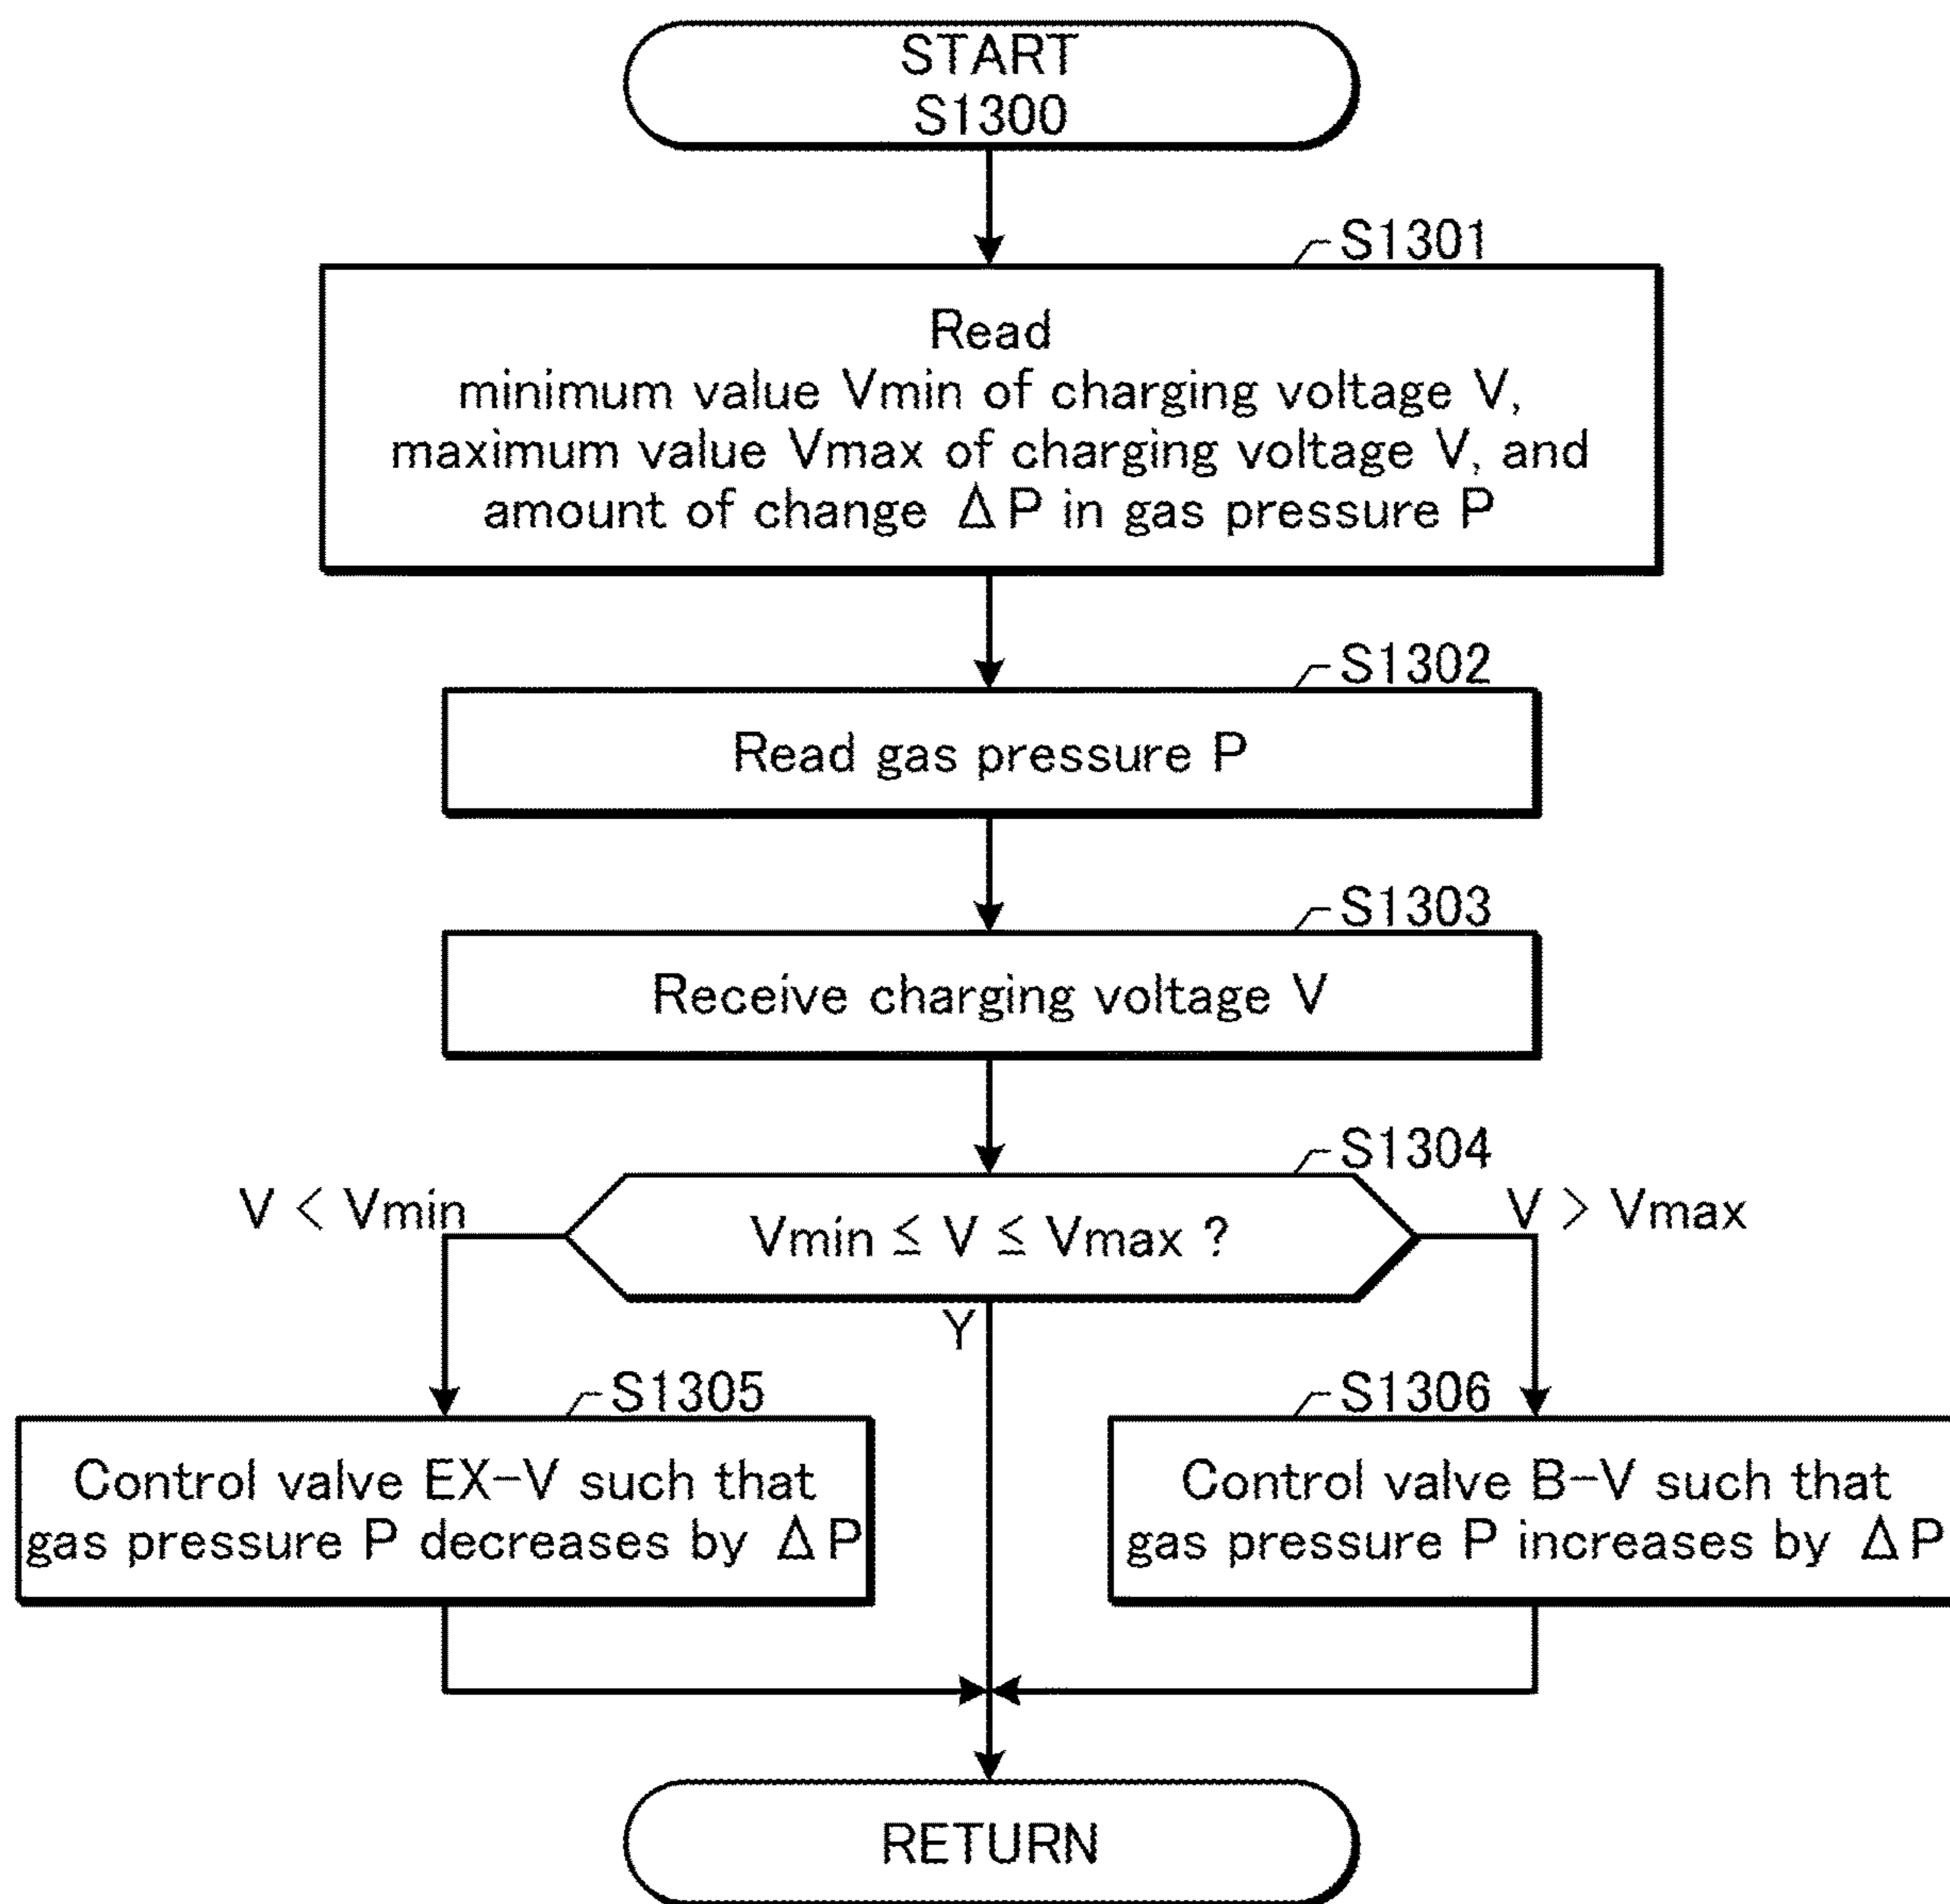 START
S1300
S1301
Read
minimum value Vmin of charging voltage V,
maximum value Vmax of charging voltage V, and
amount of change ΔP in gas pressure P
S1302
Read gas pressure P
S1303
Receive charging voltage V
S1304
V < Vmin
Vmin ≦ V ≦ Vmax ?
V > Vmax
Y
S1305
Control valve EX-V such that
gas pressure P decreases by ΔP
S1306
Control valve B-V such that
gas pressure P increases by ΔP
RETURN